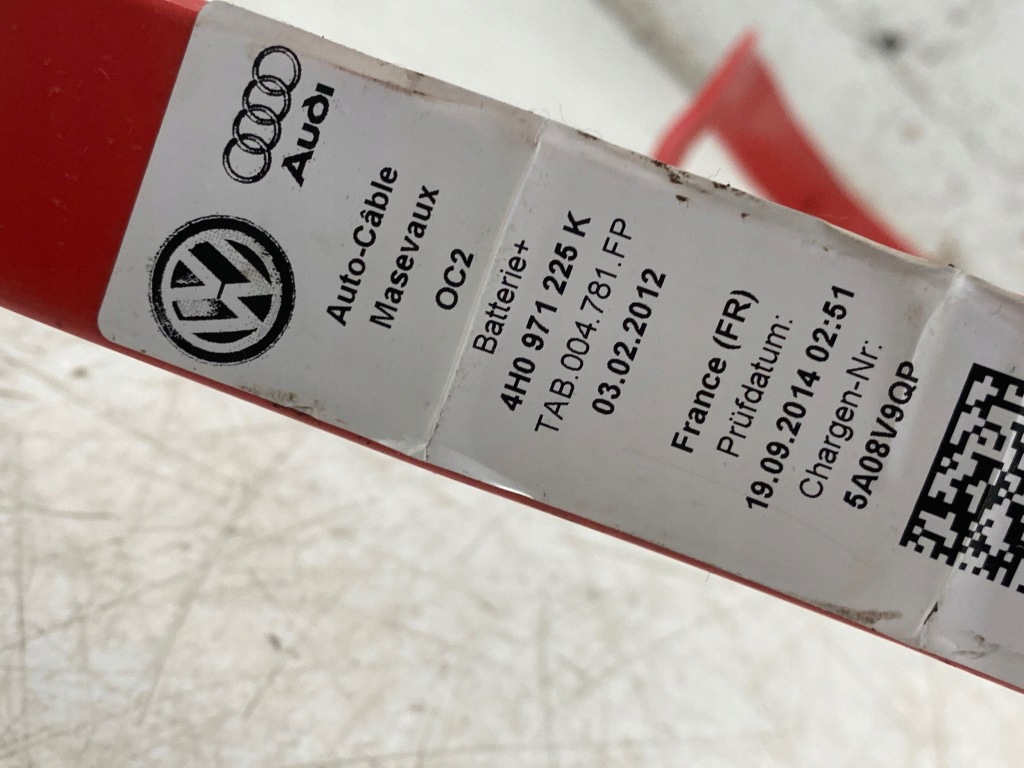 Audi
Auto-Câble
Masevaux
OC2
Batterie+
4H0 971 225 K
TAB.004.781.FP
03.02.2012
France (FR)
Prüfdatum:
19.09.2014 02:51
Chargen-Nr:
5A08V9QP